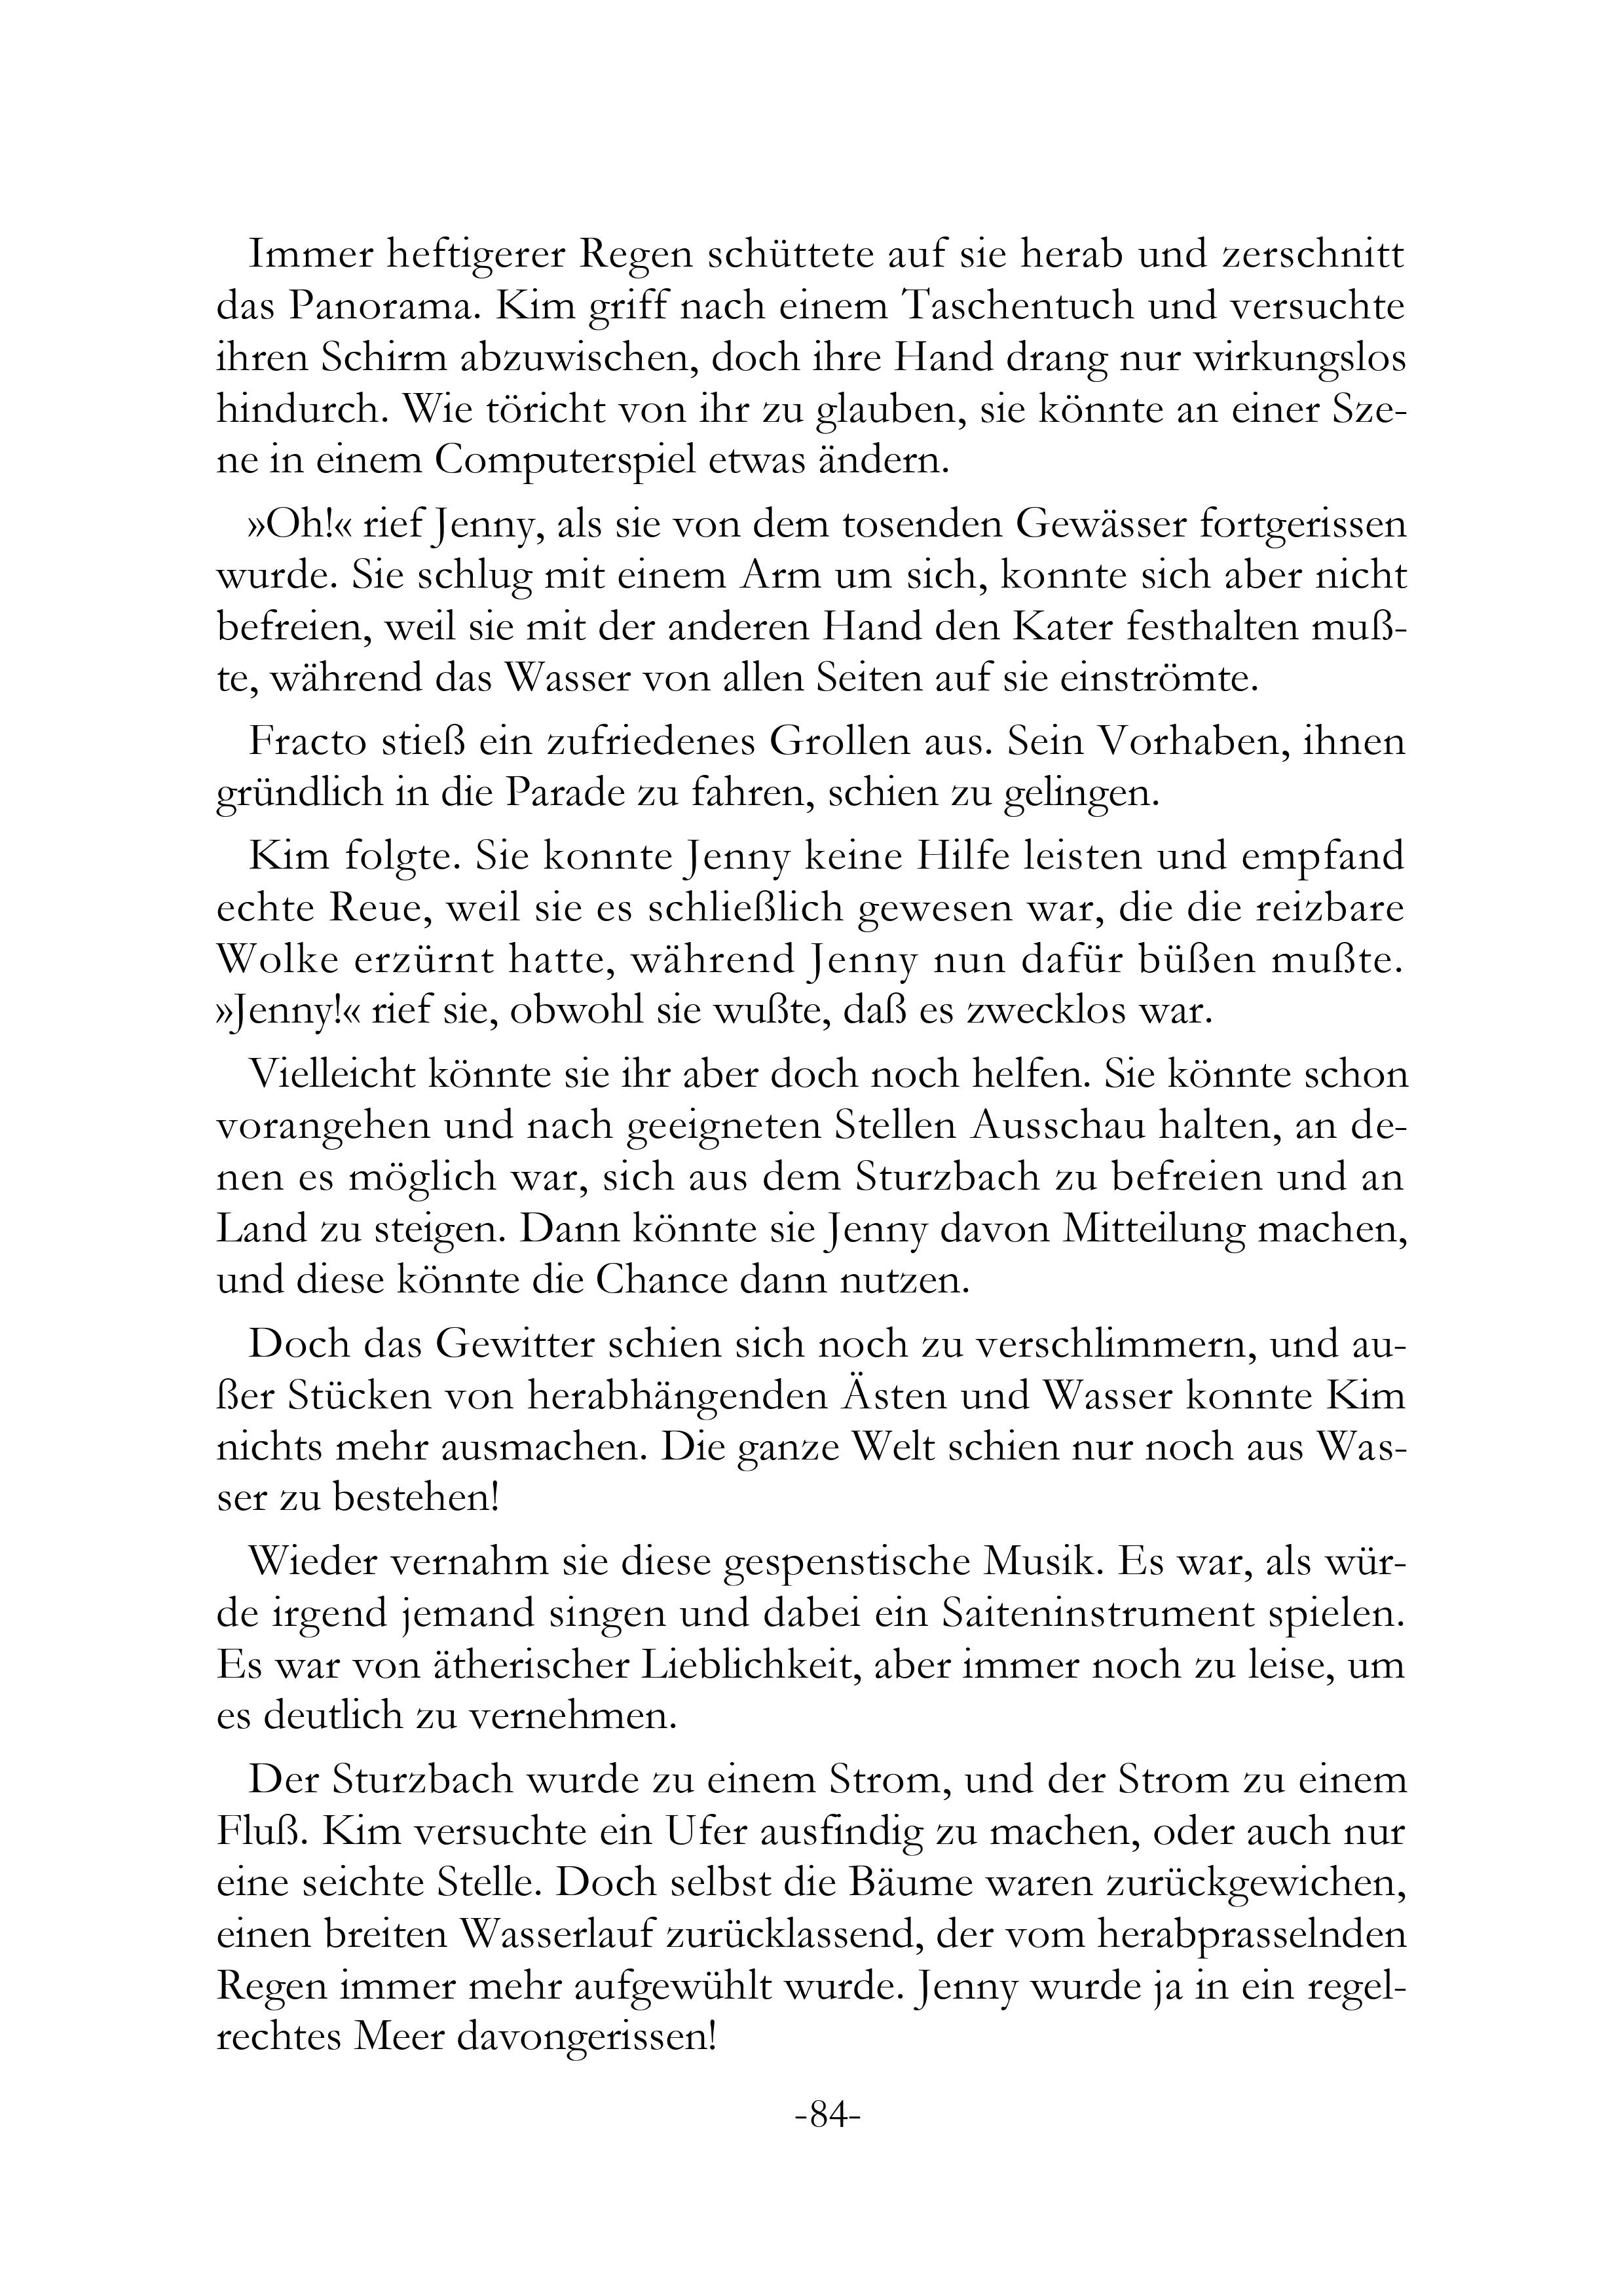 Immer heftigerer Regen schüttete auf sie herab und zerschnitt
das Panorama. Kim griff nach einem Taschentuch und versuchte
ihren Schirm abzuwischen, doch ihre Hand drang nur wirkungslos
hindurch. Wie töricht von ihr zu glauben, sie könnte an einer Sze-
ne in einem Computerspiel etwas ändern.
»Oh!« rief Jenny, als sie von dem tosenden Gewässer fortgerissen
wurde. Sie schlug mit einem Arm um sich, konnte sich aber nicht
befreien, weil sie mit der anderen Hand den Kater festhalten muß-
te, während das Wasser von allen Seiten auf sie einströmte.
Fracto stieß ein zufriedenes Grollen aus. Sein Vorhaben, ihnen
gründlich in die Parade zu fahren, schien zu gelingen.
Kim folgte. Sie konnte Jenny keine Hilfe leisten und empfand
echte Reue, weil sie es schließlich gewesen war, die die reizbare
Wolke erzürnt hatte, während Jenny nun dafür büßen mußte.
»Jenny!« rief sie, obwohl sie wußte, daß es zwecklos war.
Vielleicht könnte sie ihr aber doch noch helfen. Sie könnte schon
vorangehen und nach geeigneten Stellen Ausschau halten, an de-
nen es möglich war, sich aus dem Sturzbach zu befreien und an
Land zu steigen. Dann könnte sie Jenny davon Mitteilung machen,
und diese könnte die Chance dann nutzen.
Doch das Gewitter schien sich noch zu verschlimmern, und au-
ßer Stücken von herabhängenden Ästen und Wasser konnte Kim
nichts mehr ausmachen. Die ganze Welt schien nur noch aus Was-
ser zu bestehen!
Wieder vernahm sie diese gespenstische Musik. Es war, als wür-
de irgend jemand singen und dabei ein Saiteninstrument spielen.
Es war von ätherischer Lieblichkeit, aber immer noch zu leise, um
es deutlich zu vernehmen.
Der Sturzbach wurde zu einem Strom, und der Strom zu einem
Fluß. Kim versuchte ein Ufer ausfindig zu machen, oder auch nur
eine seichte Stelle. Doch selbst die Bäume waren zurückgewichen,
einen breiten Wasserlauf zurücklassend, der vom herabprasselnden
Regen immer mehr aufgewühlt wurde. Jenny wurde ja in ein regel-
rechtes Meer davongerissen!
-84-